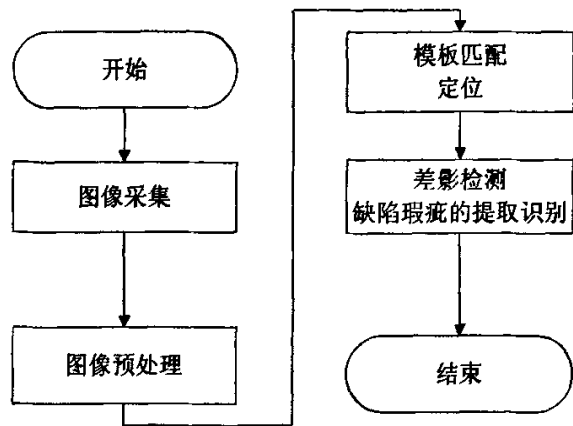 开始
图像采集
图像预处理
模板匹配
定位
差影检测
缺陷瑕疵的提取识别
结束